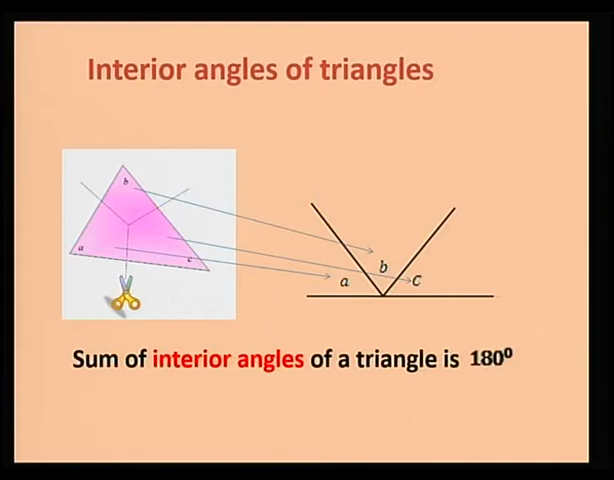 Interior angles of triangles
b
a
c
b
a
C
Sum of interior angles of a triangle is 180⁰